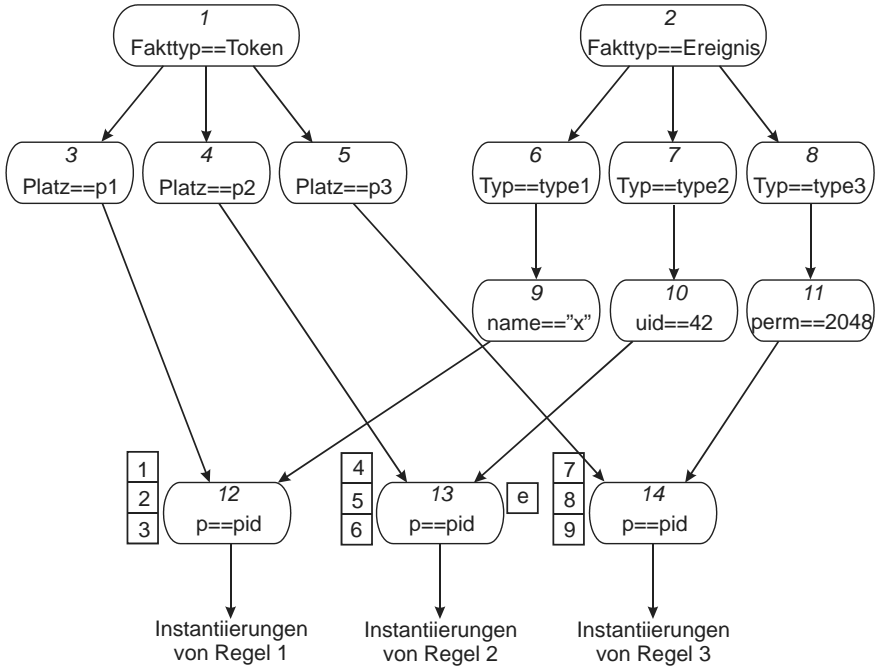 1
Fakttyp==Token
2
Fakttyp==Ereignis
3
Platz==p1
4
Platz==p2
5
Platz==p3
6
Typ==type1
7
Typ==type2
8
Typ==type3
9
name==”x”
10
uid==42
11
perm==2048
1
2
3
12
p==pid
4
5
6
13
p==pid
e
7
8
9
14
p==pid
Instantiierungen
von Regel 1
Instantiierungen
von Regel 2
Instantiierungen
von Regel 3